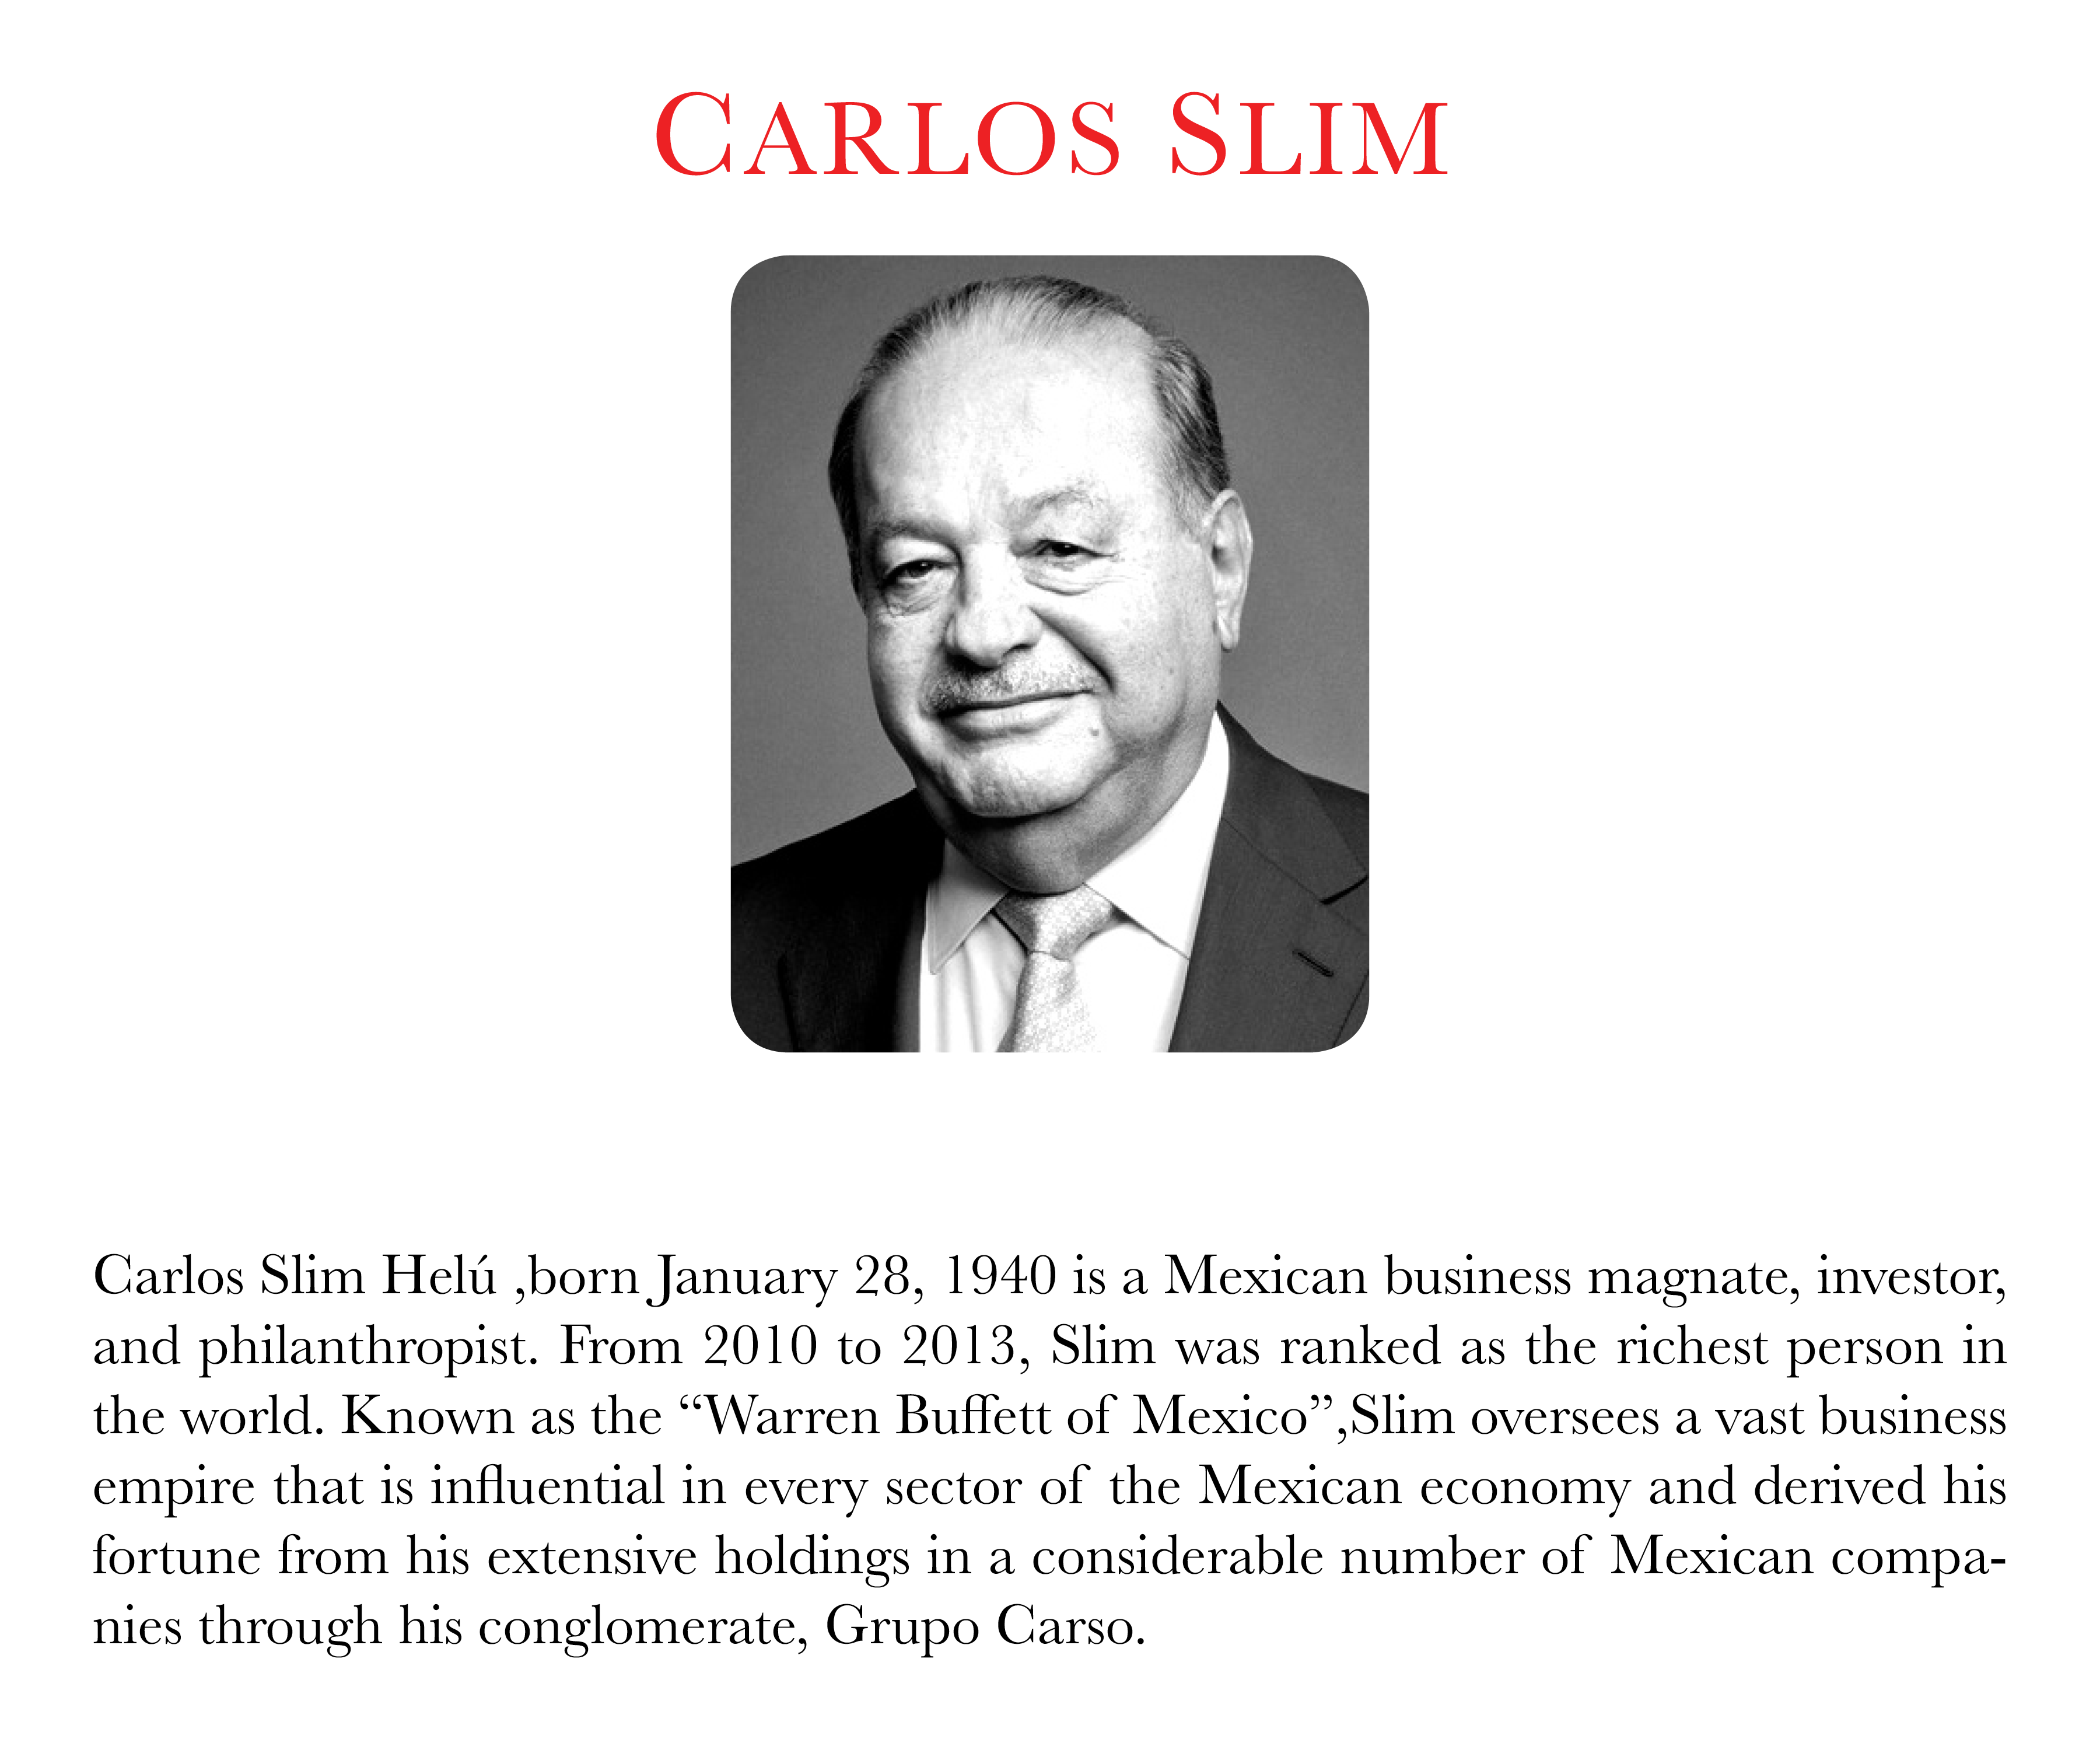 CARLOS SLIM
Carlos Slim Helú ,born January 28, 1940 is a Mexican business magnate, investor,
and philanthropist. From 2010 to 2013, Slim was ranked as the richest person in
the world. Known as the “Warren Buffett of Mexico”,Slim oversees a vast business
empire that is influential in every sector of the Mexican economy and derived his
fortune from his extensive holdings in a considerable number of Mexican compa-
nies through his conglomerate, Grupo Carso.